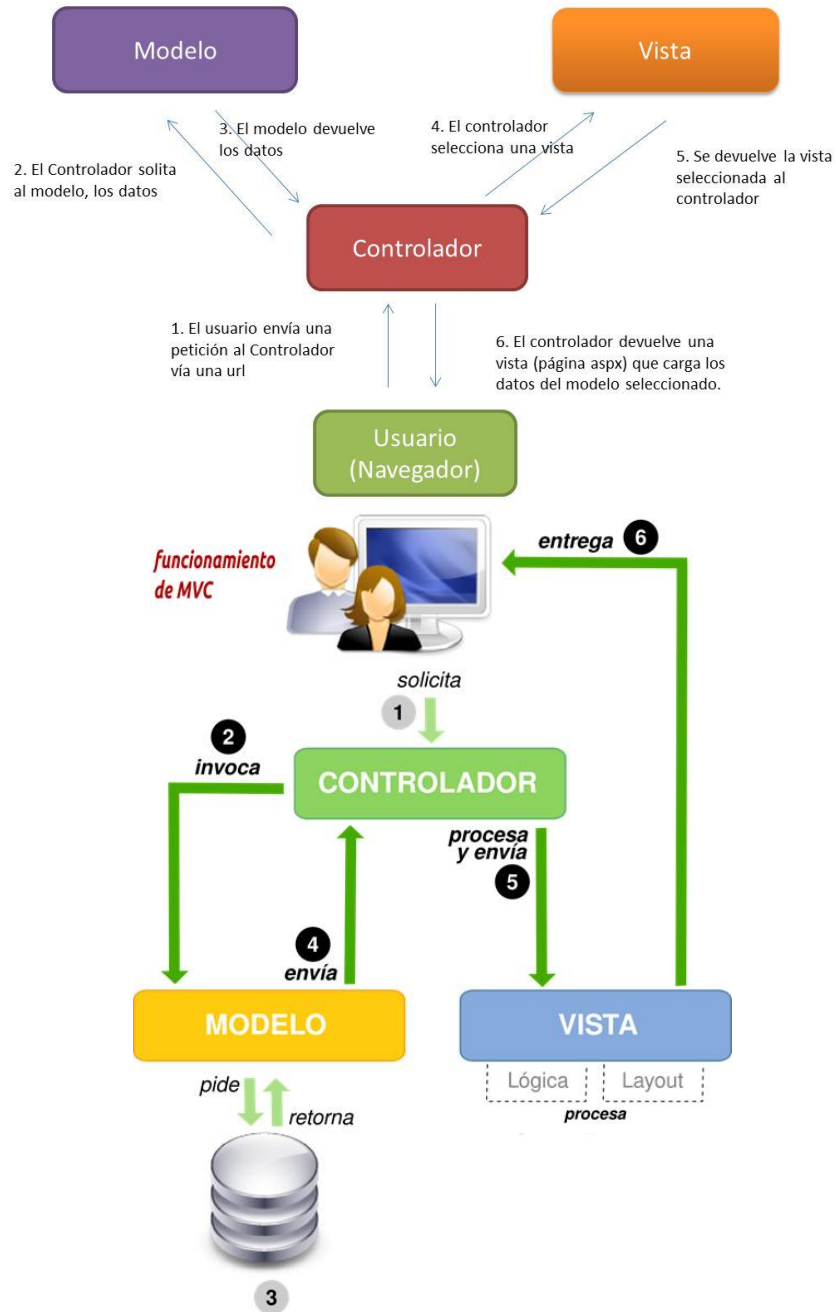 Modelo
Vista
3. El modelo devuelve
los datos
4. El controlador
selecciona una vista
2. El Controlador solita
al modelo, los datos
5. Se devuelve la vista
seleccionada al
controlador
Controlador
1. El usuario envía una
petición al Controlador
vía una url
6. El controlador devuelve una
vista (página aspx) que carga los
datos del modelo seleccionado.
Usuario
(Navegador)
funcionamiento
de MVC
entrega 6
solicita
1
2
invoca
CONTROLADOR
procesa
y envía
5
4
envía
MODELO
VISTA
pide
retorna
Lógica
Layout
procesa
3